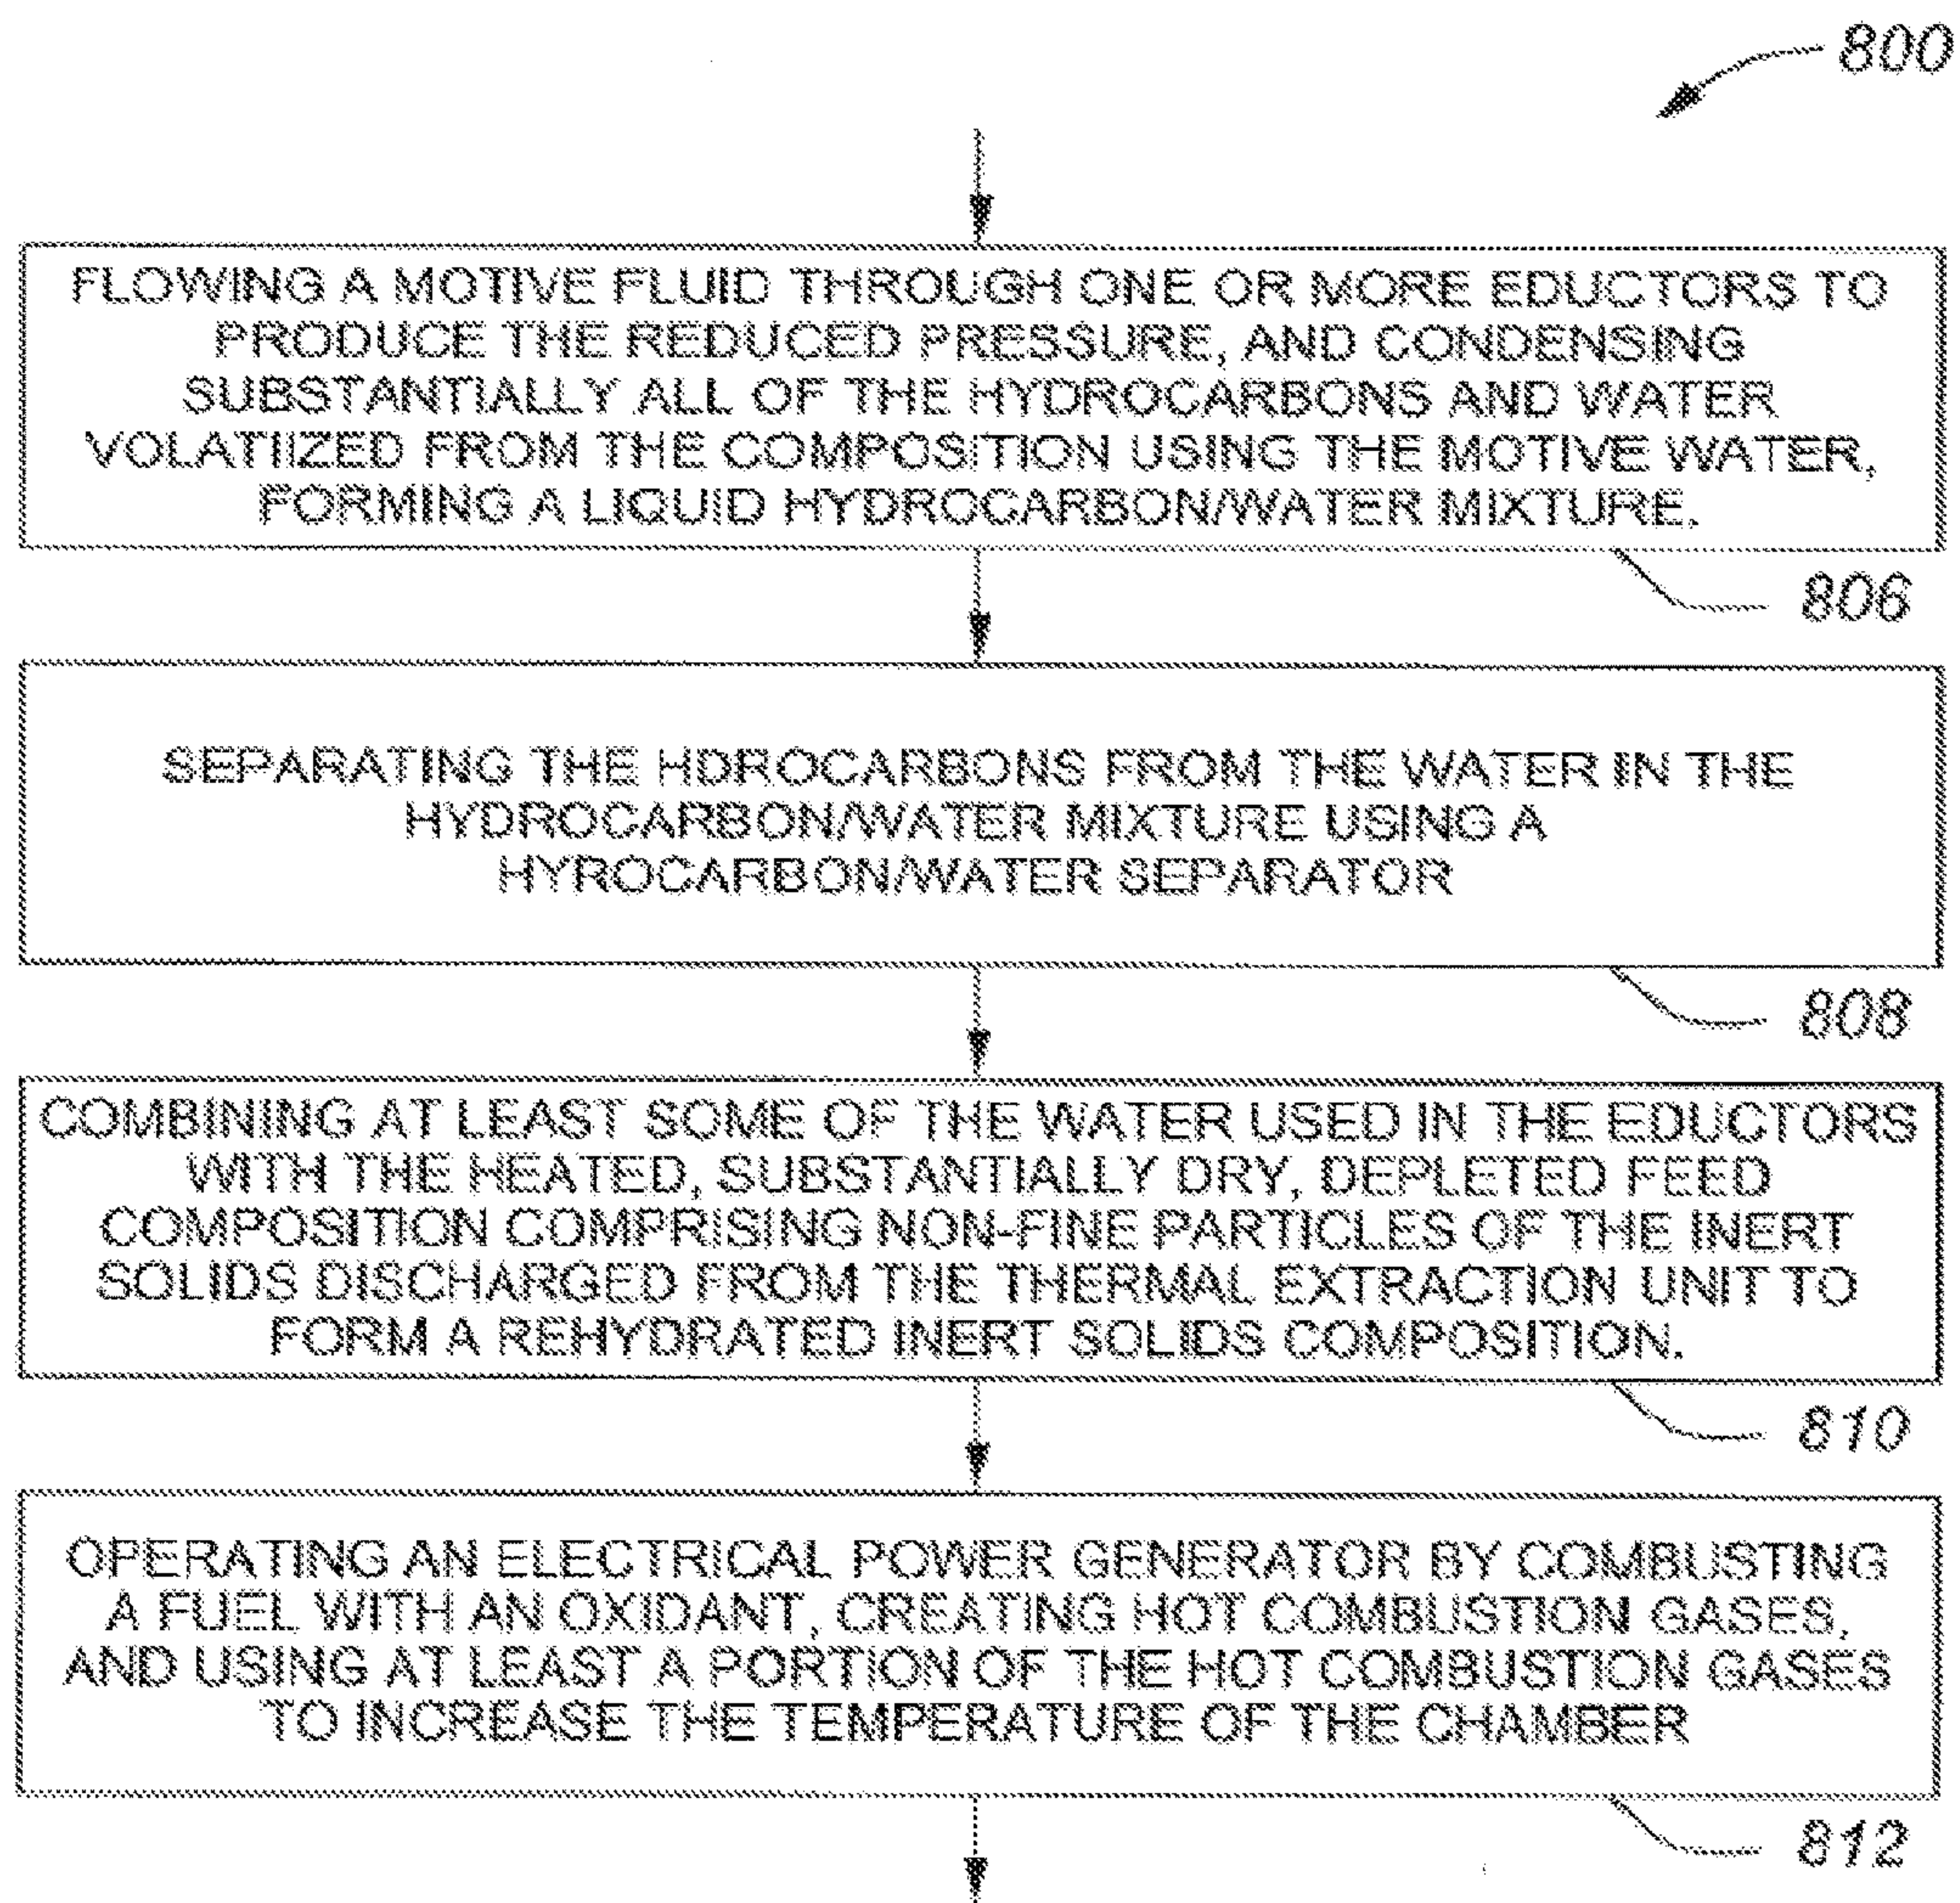 800
FLOWING A MOTIVE FLUID THROUGH ONE OR MORE EDUCTORS TO
PRODUCE THE REDUCED PRESSURE, AND CONDENSING
SUBSTANTIALLY ALL OF THE HYDROCARBONS AND WATER
VOLATIIZED FROM THE COMPOSITION USING THE MOTIVE WATER,
FORMING A LIQUID HYDROCARBON/WATER MIXTURE.
806
SEPARATING THE HDROCARBONS FROM THE WATER IN THE
HYDROCARBON/WATER MIXTURE USING A
HYROCARBON/WATER SEPARATOR
808
COMBINING AT LEAST SOME OF THE WATER USED IN THE EDUCTORS
WITH THE HEATED, SUBSTANTIALLY DRY, DEPLETED FEED
COMPOSITION COMPRISING NON-FINE PARTICLES OF THE INERT
SOLIDS DISCHARGED FROM THE THERMAL EXTRACTION UNIT TO
FORM A REHYDRATED INERT SOLIDS COMPOSITION.
810
OPERATING AN ELECTRICAL POWER GENERATOR BY COMBUSTING
A FUEL WITH AN OXIDANT, CREATING HOT COMBUSTION GASES,
AND USING AT LEAST A PORTION OF THE HOT COMBUSTION GASES
TO INCREASE THE TEMPERATURE OF THE CHAMBER
812